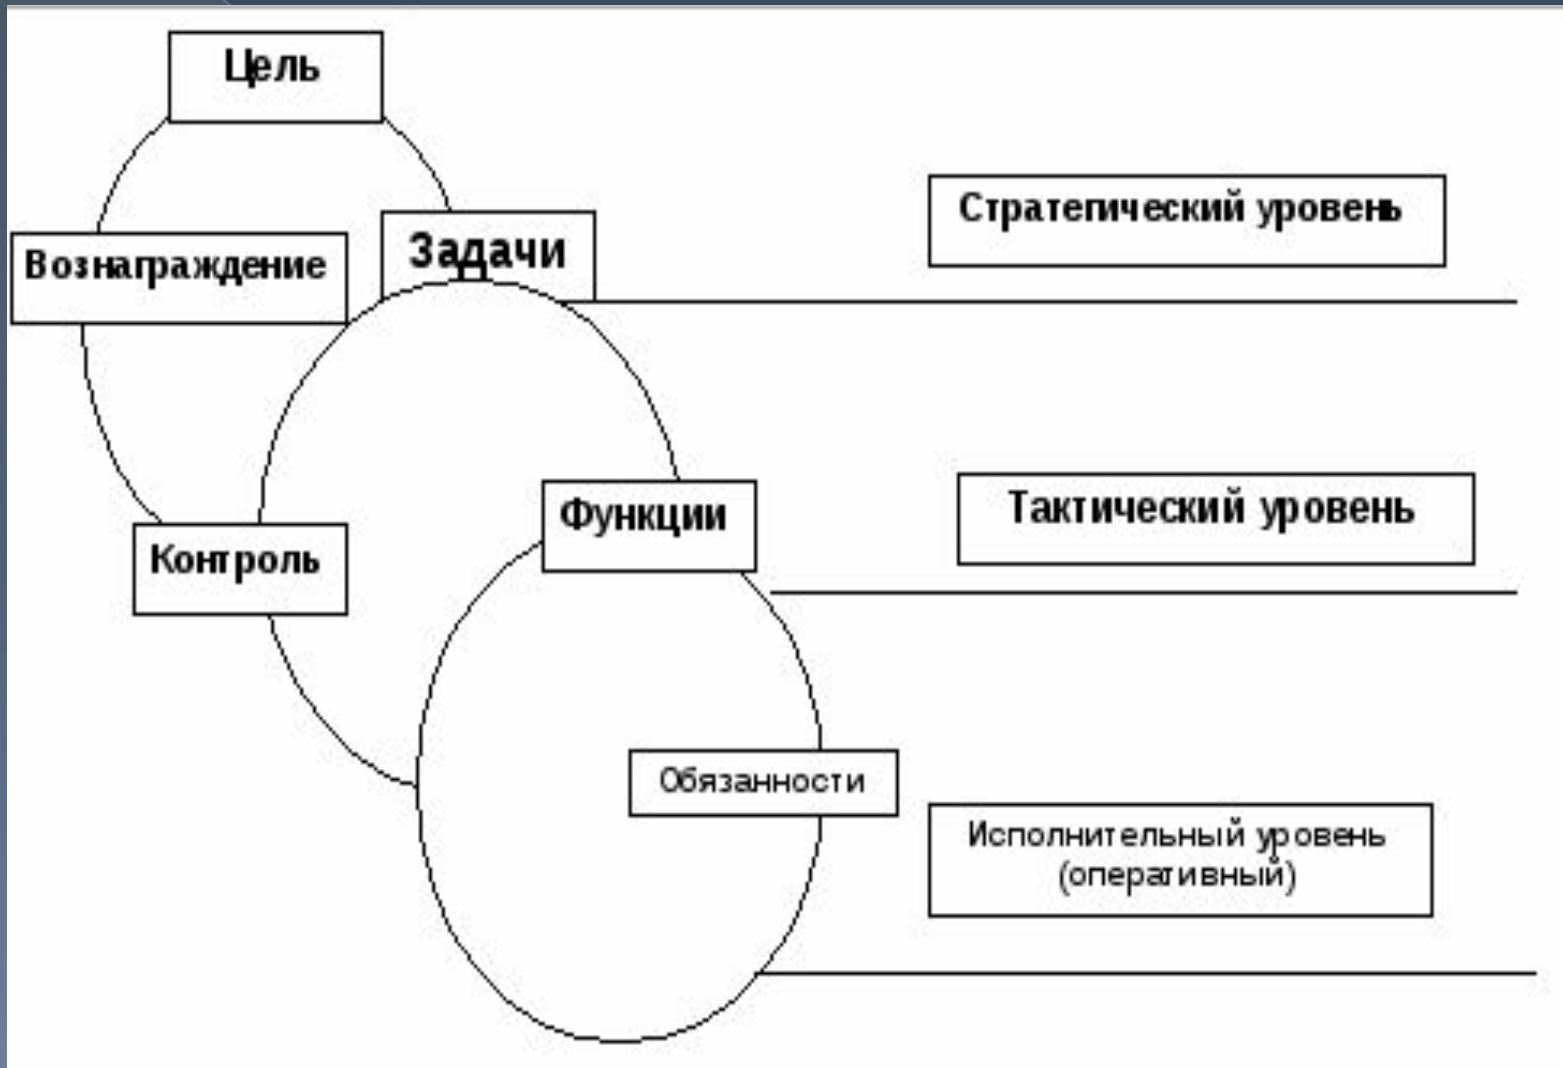 Цель
Стратегический уровень
Задачи
Вознаграждение
Тактический уровень
Функции
Контроль
Обязанности
Исполнительный уровень
(оперативный)